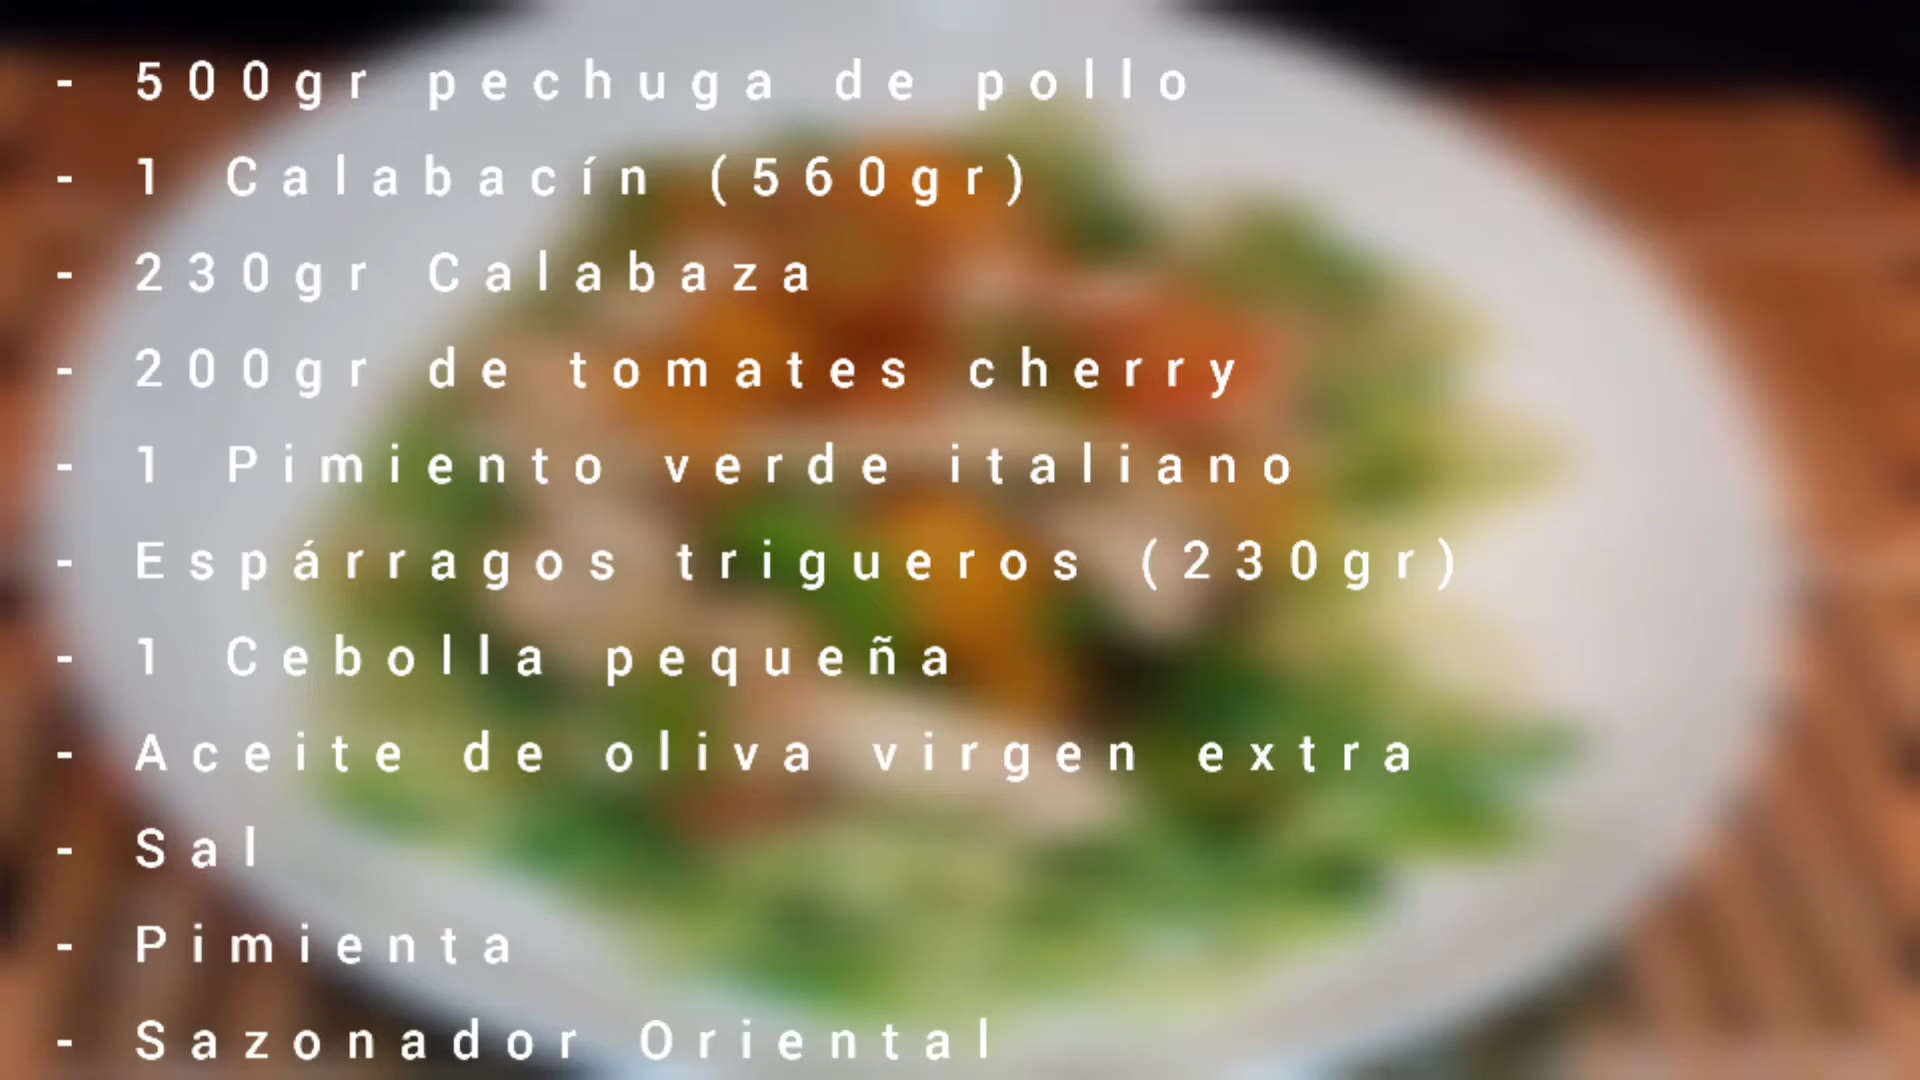 - 500gr pechuga de pollo
- 1 Calabacín (560gr)
- 230gr Calabaza
- 200gr de tomates cherry
- 1 Pimiento verde italiano
- Espárragos trigueros (230gr)
- 1 Cebolla pequeña
- Aceite de oliva virgen extra
- Sal
- Pimienta
- Sazonador Oriental